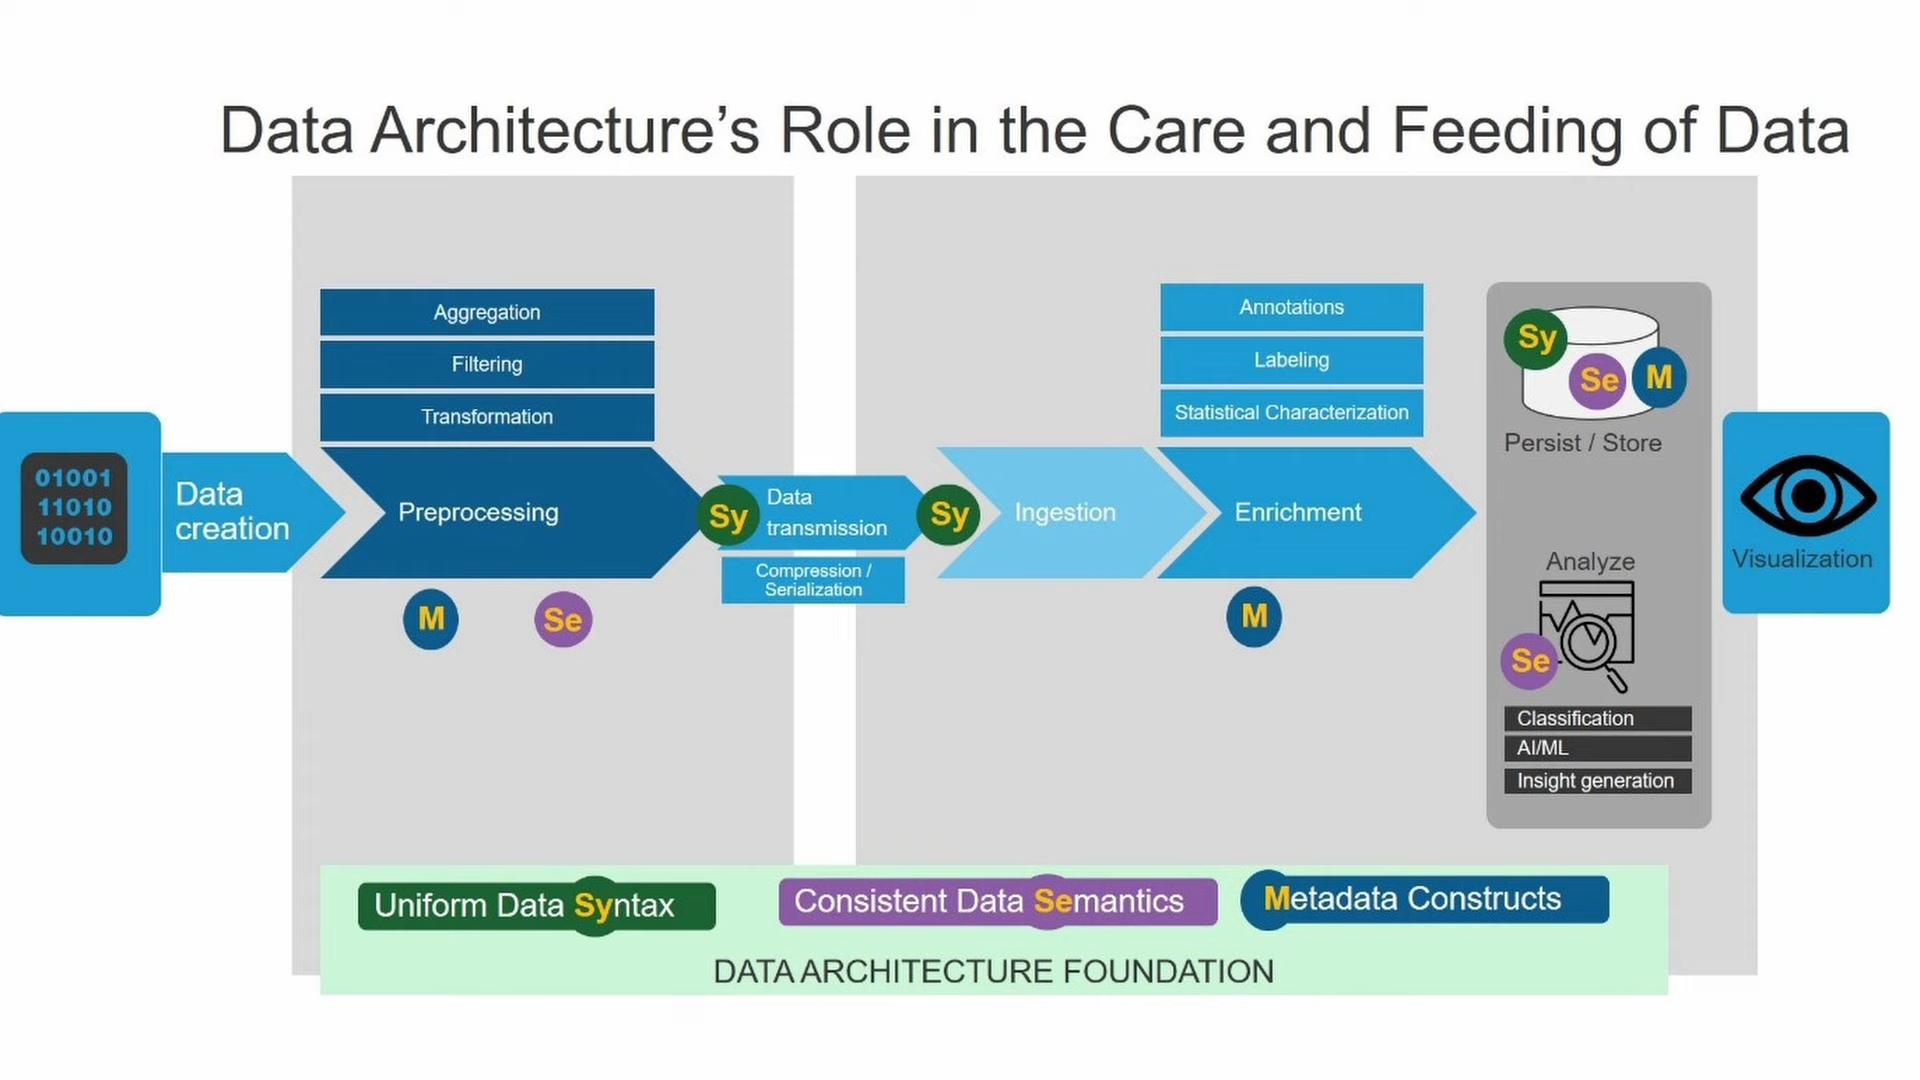 Data Architecture’s Role in the Care and Feeding of Data
01001
11010
10010
Data
creation
Aggregation
Filtering
Transformation
Preprocessing
M
Se
Sy
Data
transmission
Compression /
Serialization
Sy
Ingestion
Annotations
Labeling
Statistical Characterization
Enrichment
M
Sy
Se
M
Persist / Store
Analyze
Se
Classification
AI/ML
Insight generation
Visualization
Uniform Data Syntax
Consistent Data Semantics
Metadata Constructs
DATA ARCHITECTURE FOUNDATION